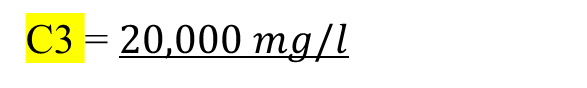 C3 = 20,000 mg/l